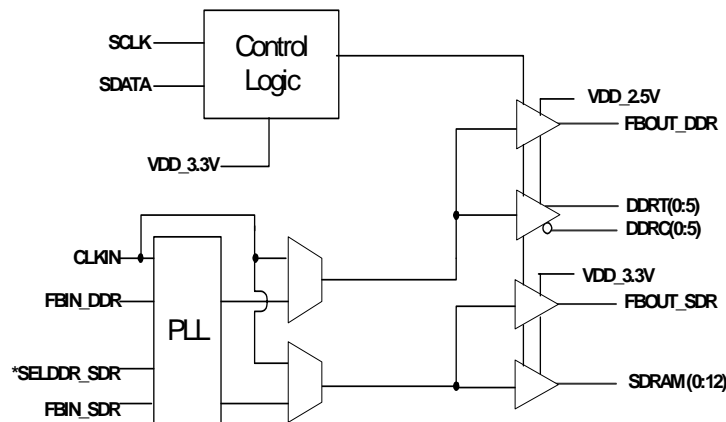 SCLK
SDATA
Control
Logic
VDD_3.3V
VDD_2.5V
FBOUT_DDR
DDRT(0:5)
DDRC(0:5)
CLKIN
FBIN_DDR
PLL
*SELDDR_SDR
FBIN_SDR
VDD_3.3V
FBOUT_SDR
SDRAM(0:12)